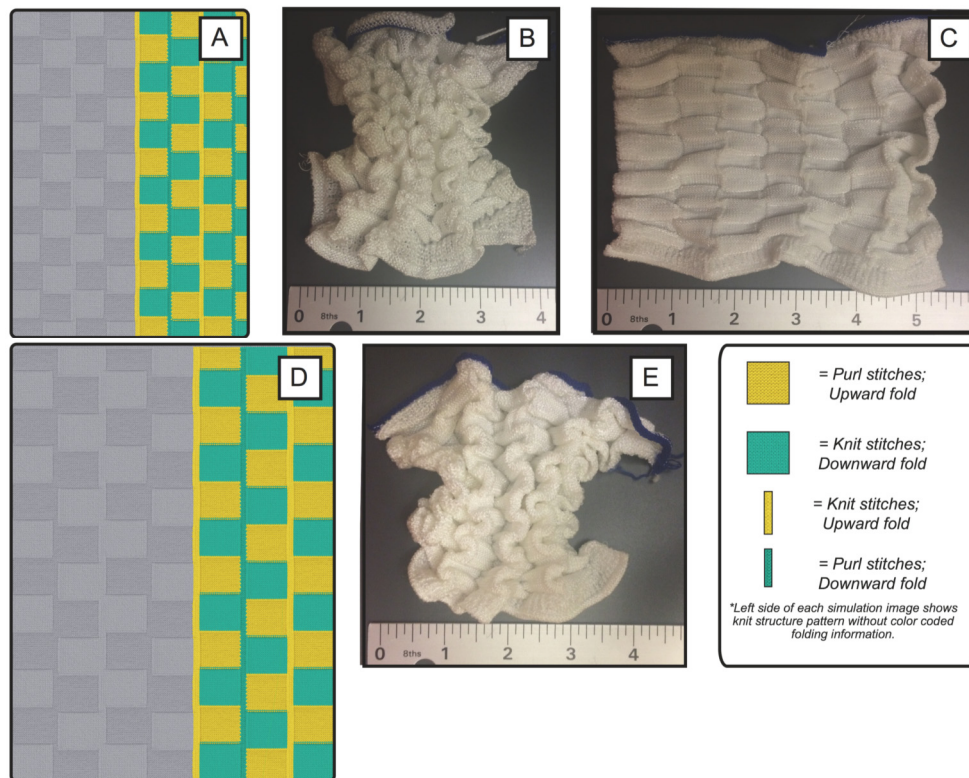 A
B
0 8ths 1 2 3 4
C
0 8ths 1 2 3 4 5
D
E
0 8ths 1 2 3 4
= Purl stitches;
Upward fold
= Knit stitches;
Downward fold
= Knit stitches;
Upward fold
= Purl stitches;
Downward fold
*Left side of each simulation image shows
knit structure pattern without color coded
folding information.